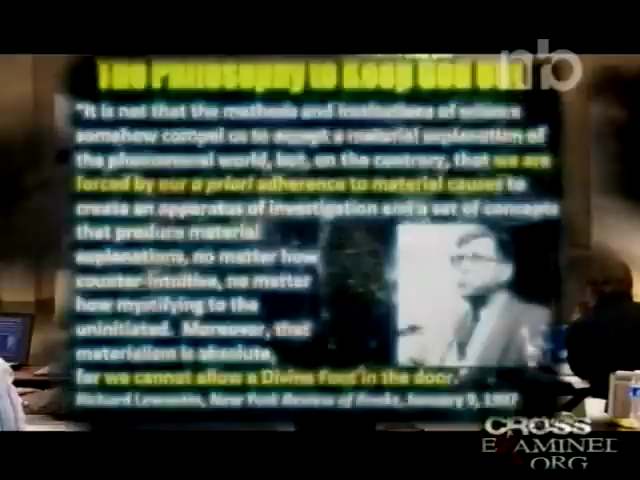 nrb
The Philosophy to Keep God Out
"It is not that the methods and institutions of science
somehow compel us to accept a material explanation of
the phenomenal world, but, on the contrary, that we are
forced by our a priori adherence to material causes to
create an apparatus of investigation and a set of concepts
that produce material
explanations, no matter how
counter-intuitive, no matter
how mystifying to the
uninitiated. Moreover, that
materialism is absolute,
for we cannot allow a Divine Foot in the door."
Richard Lewontin, New York Review of Books, January 9, 1997
CROSS
EXAMINED
.ORG